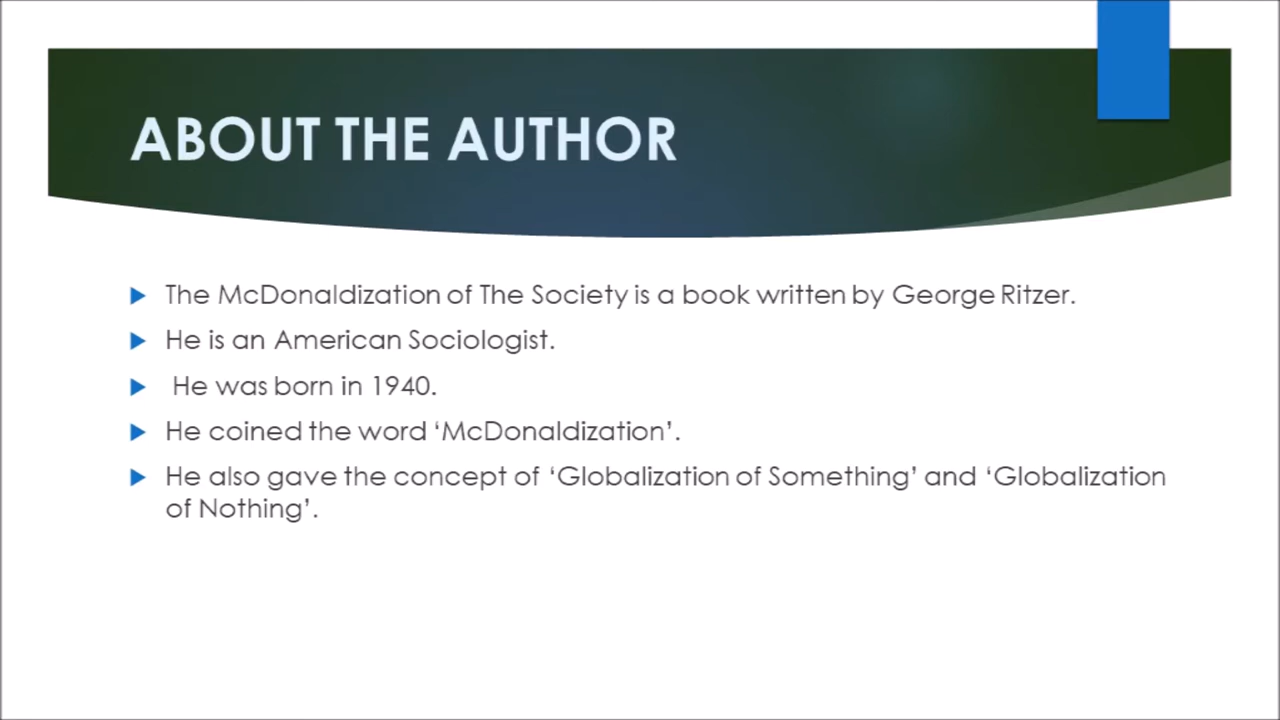 ABOUT THE AUTHOR
The McDonaldization of The Society is a book written by George Ritzer.
He is an American Sociologist.
He was born in 1940.
He coined the word ‘McDonaldization’.
He also gave the concept of ‘Globalization of Something’ and ‘Globalization
of Nothing’.